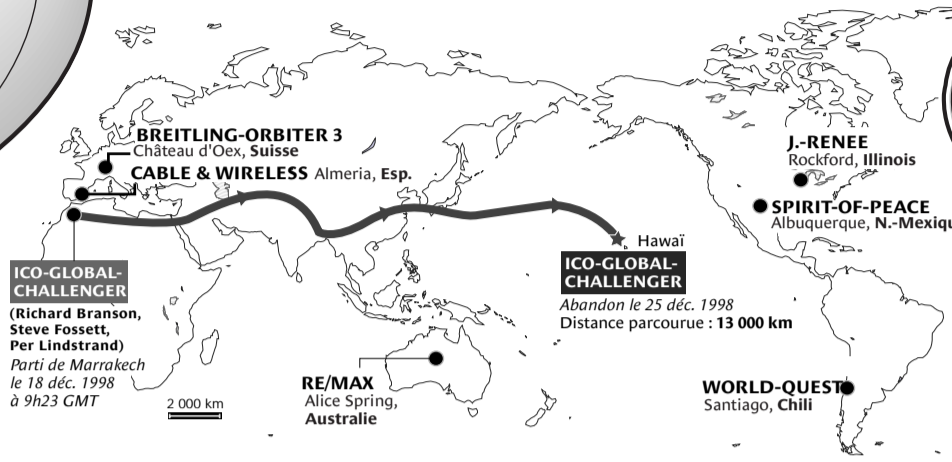 BREITLING-ORBITER 3
Château d'Oex, Suisse
CABLE & WIRELESS Almeria, Esp.
J.-RENEE
Rockford, Illinois
SPIRIT-OF-PEACE
Albuquerque, N.-Mexiqu
Hawaï
ICO-GLOBAL-
CHALLENGER
Abandon le 25 déc. 1998
Distance parcourue : 13 000 km
ICO-GLOBAL-
CHALLENGER
(Richard Branson,
Steve Fossett,
Per Lindstrand)
Parti de Marrakech
le 18 déc. 1998
à 9h23 GMT
2 000 km
RE/MAX
Alice Spring,
Australie
WORLD-QUEST
Santiago, Chili